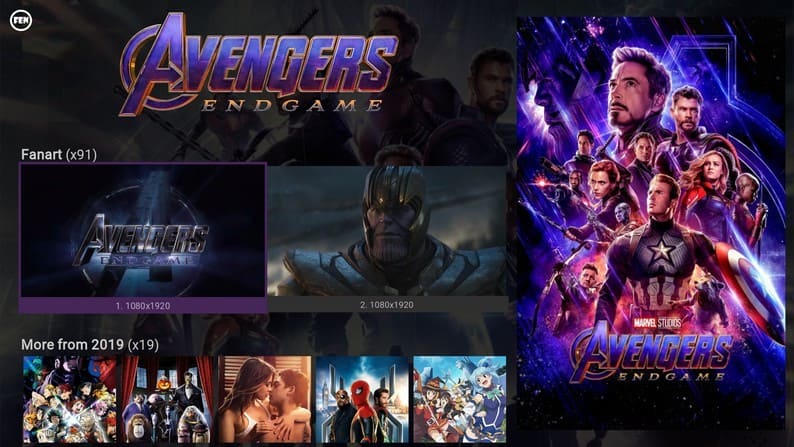 FEN
AVENGERS
ENDGAME
Fanart (x91)
AVENGERS
ENDGAME
1. 1080x1920
2. 1080x1920
More from 2019 (x19)
MARVEL STUDIOS
AVENGERS
ENDGAME